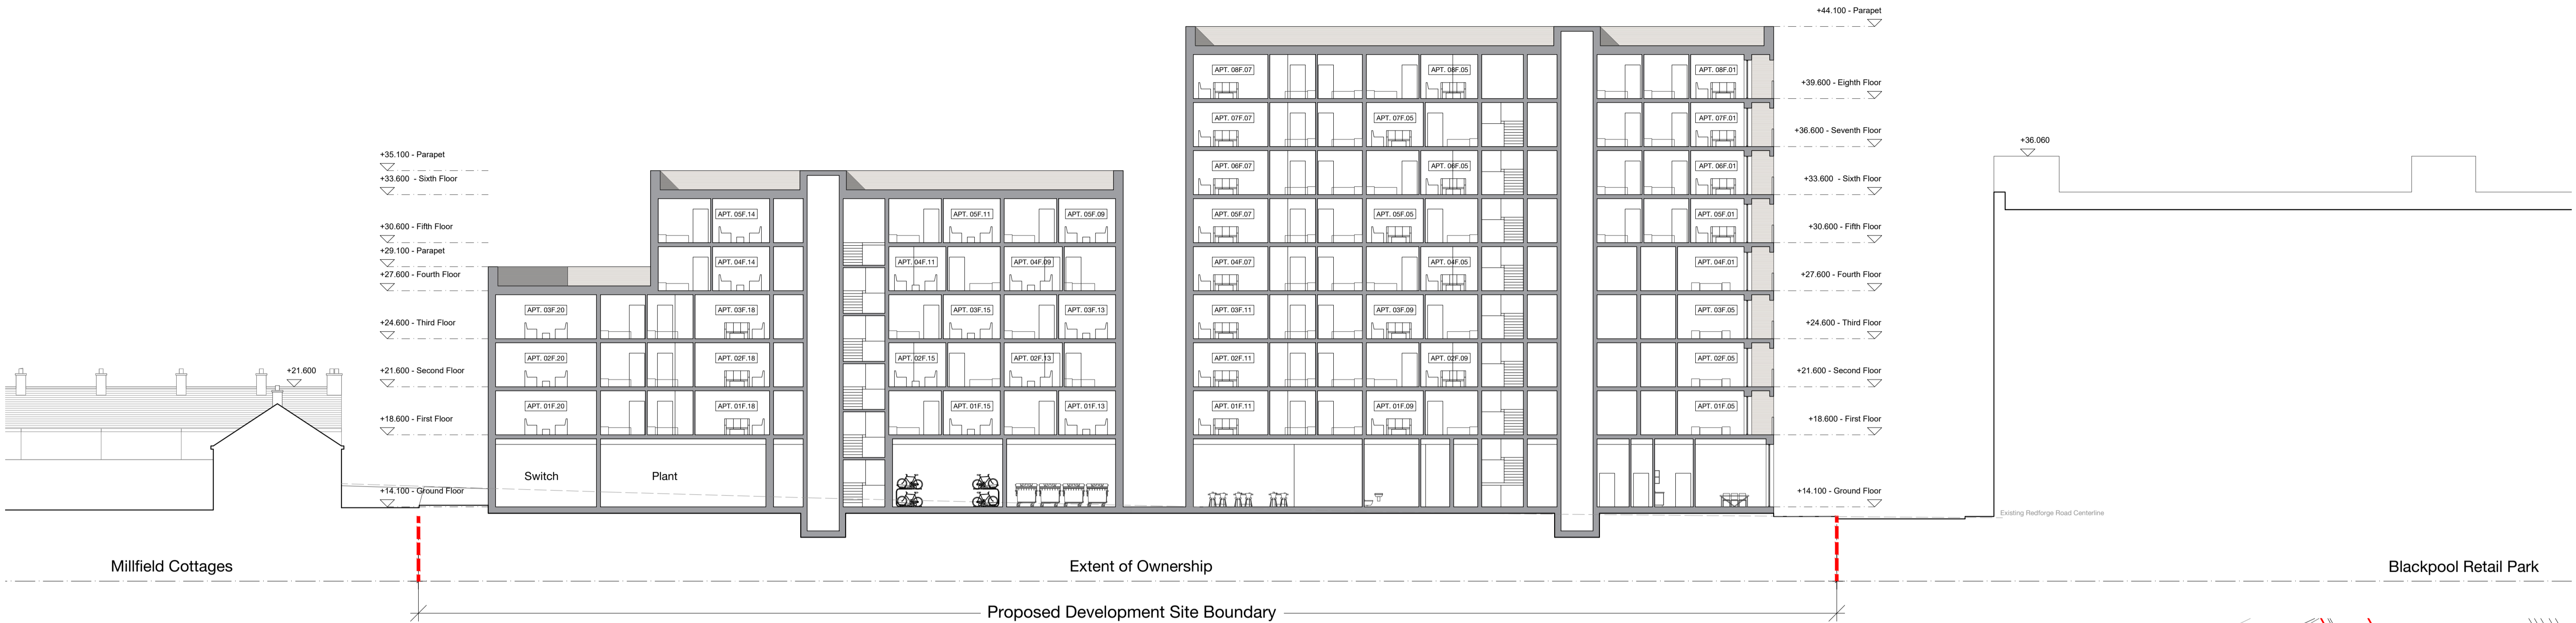 +44.100 - Parapet
APT. 08F.07
APT. 08F.05
APT. 08F.01
+39.600 - Eighth Floor
APT. 07F.07
APT. 07F.05
APT. 07F.01
+36.600 - Seventh Floor
+36.060
+35.100 - Parapet
APT. 06F.07
APT. 06F.05
APT. 06F.01
+33.600 - Sixth Floor
+33.600 - Sixth Floor
APT. 05F.14
APT. 05F.11
APT. 05F.09
APT. 05F.07
APT. 05F.05
APT. 05F.01
+30.600 - Fifth Floor
+30.600 - Fifth Floor
+29.100 - Parapet
APT. 04F.14
APT. 04F.11
APT. 04F.09
APT. 04F.07
APT. 04F.05
APT. 04F.01
+27.600 - Fourth Floor
+27.600 - Fourth Floor
APT. 03F.20
APT. 03F.18
APT. 03F.15
APT. 03F.13
APT. 03F.11
APT. 03F.09
APT. 03F.05
+24.600 - Third Floor
+24.600 - Third Floor
APT. 02F.20
APT. 02F.18
APT. 02F.15
APT. 02F.13
APT. 02F.11
APT. 02F.09
APT. 02F.05
+21.600
+21.600 - Second Floor
+21.600 - Second Floor
APT. 01F.20
APT. 01F.18
APT. 01F.15
APT. 01F.13
APT. 01F.11
APT. 01F.09
APT. 01F.05
+18.600 - First Floor
+18.600 - First Floor
Switch
Plant
+14.100 - Ground Floor
+14.100 - Ground Floor
Existing Redforge Road Centerline
Millfield Cottages
Extent of Ownership
Blackpool Retail Park
Proposed Development Site Boundary